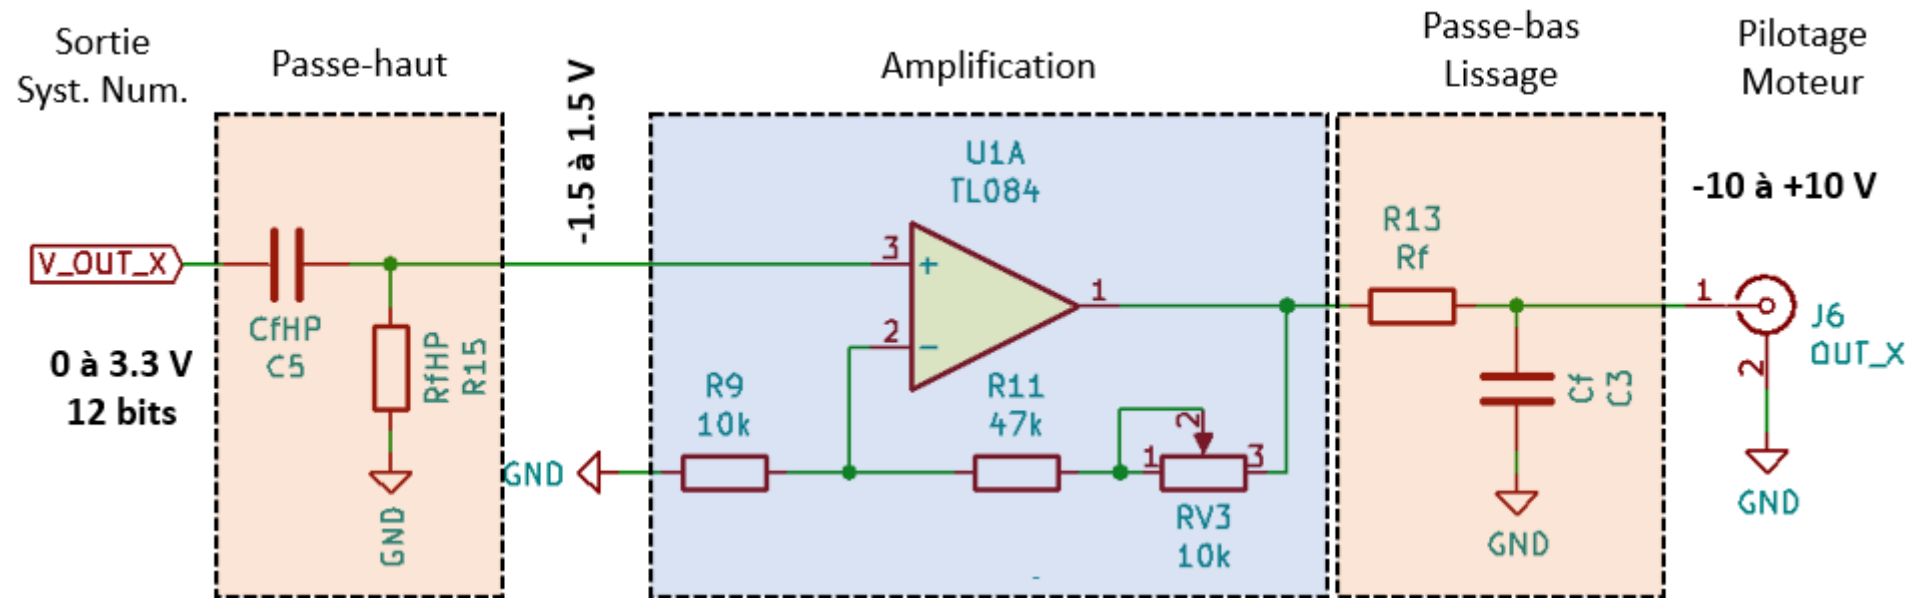 Sortie
Syst. Num.
Passe-haut
-1.5 à 1.5 V
Amplification
Passe-bas
Lissage
Pilotage
Moteur
V_OUT_X
0 à 3.3 V
12 bits
CfHP
C5
RfHP
R15
GND
U1A
TL084
3
+
2
-
1
GND
R9
10k
R11
47k
1
2
3
RV3
10k
R13
Rf
Cf
C3
GND
-10 à +10 V
1
2
J6
OUT_X
GND